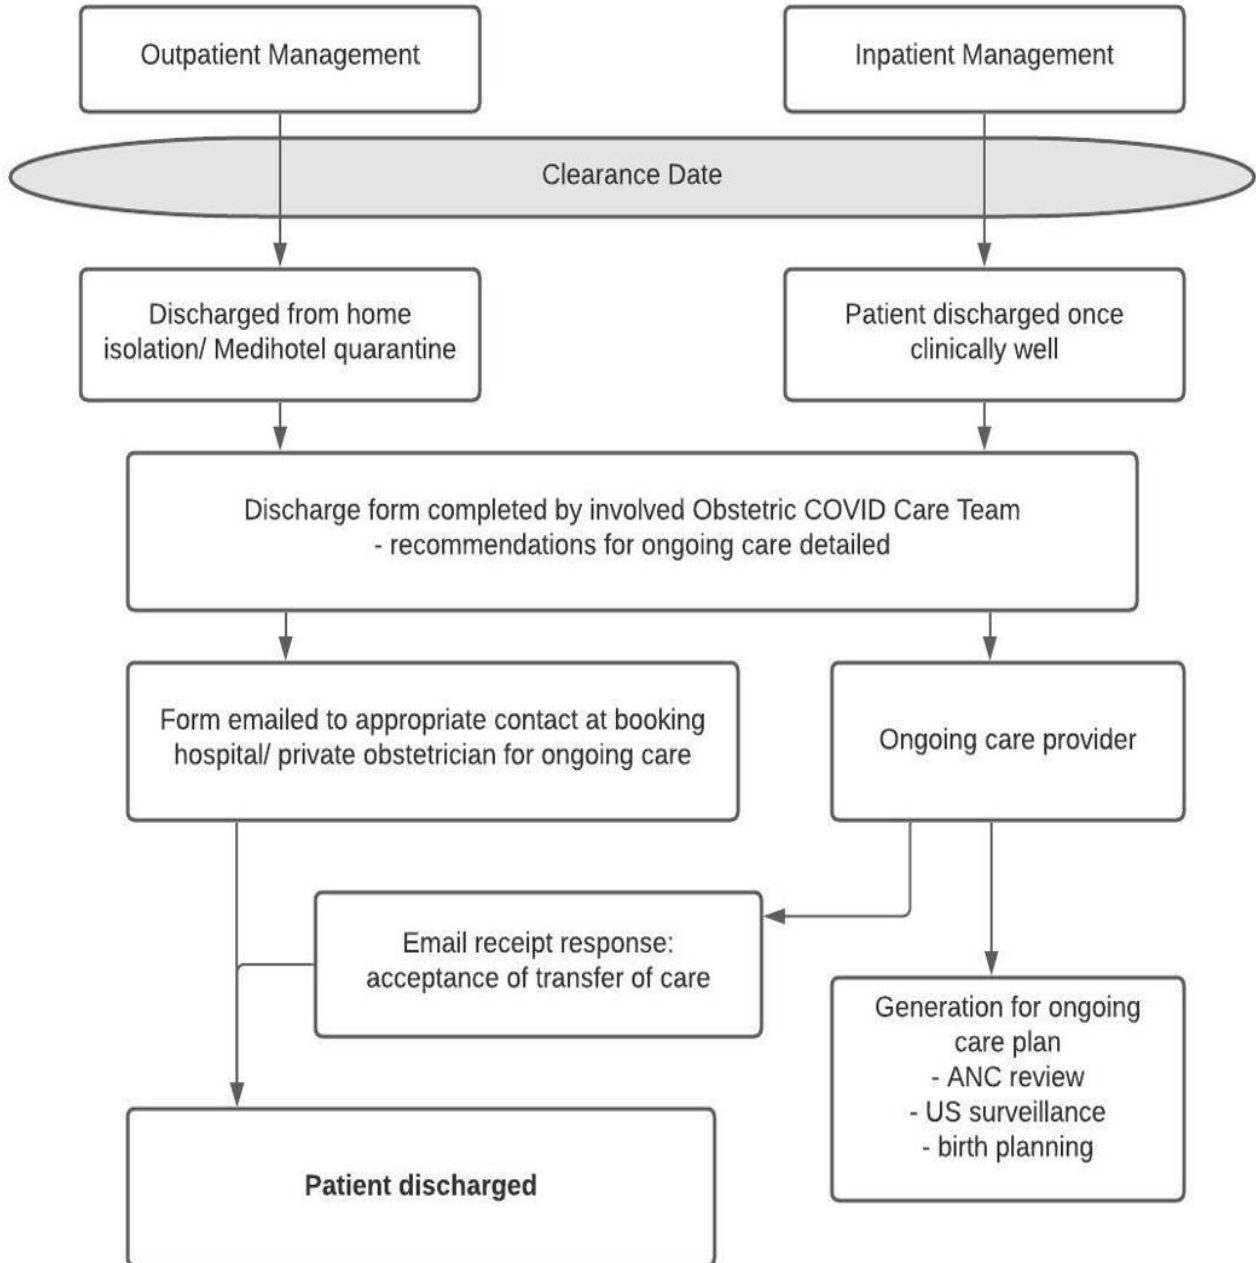 Outpatient Management
Inpatient Management
Clearance Date
Discharged from home
isolation/ Medihotel quarantine
Patient discharged once
clinically well
Discharge form completed by involved Obstetric COVID Care Team
- recommendations for ongoing care detailed
Form emailed to appropriate contact at booking
hospital/ private obstetrician for ongoing care
Ongoing care provider
Email receipt response:
acceptance of transfer of care
Generation for ongoing
care plan
- ANC review
- US surveillance
- birth planning
Patient discharged